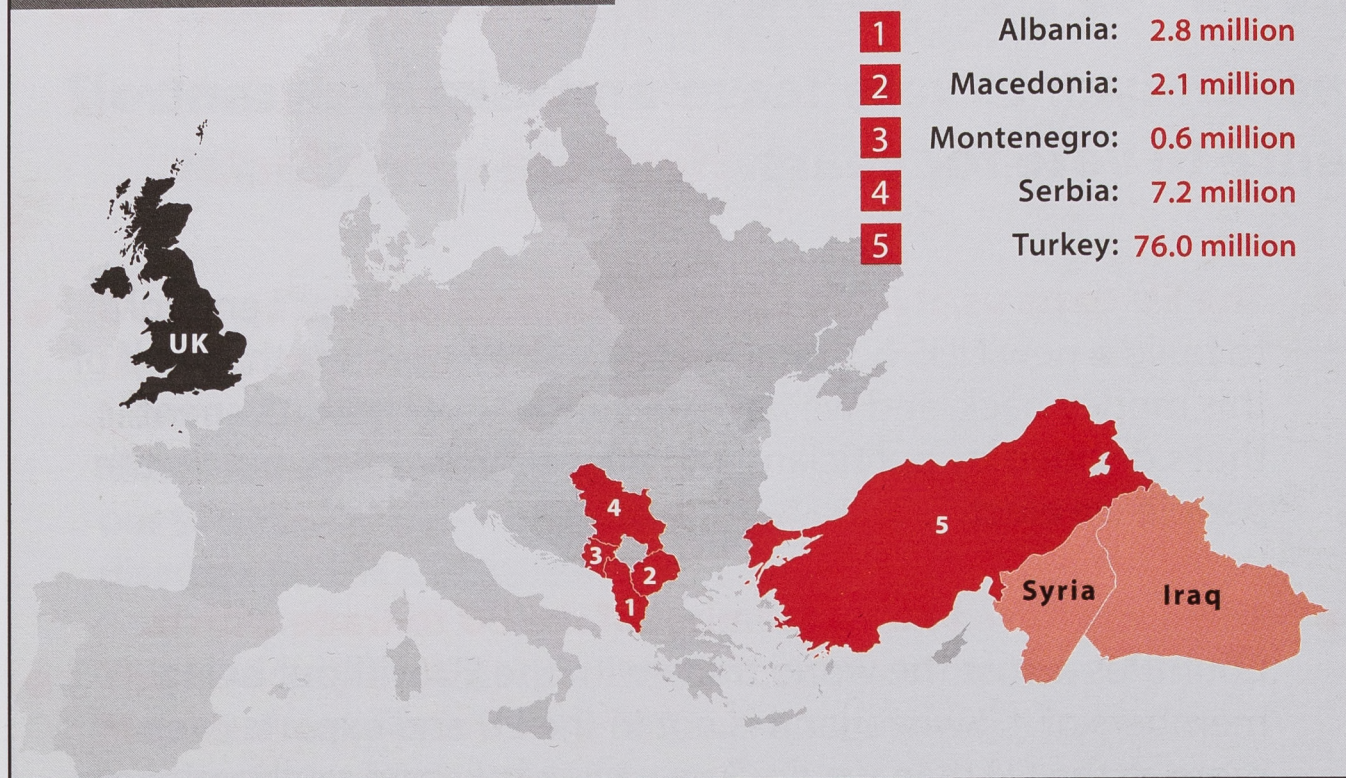 1 Albania: 2.8 million
2 Macedonia: 2.1 million
3 Montenegro: 0.6 million
4 Serbia: 7.2 million
5 Turkey: 76.0 million
UK
4
3
2
1
5
Syria
Iraq